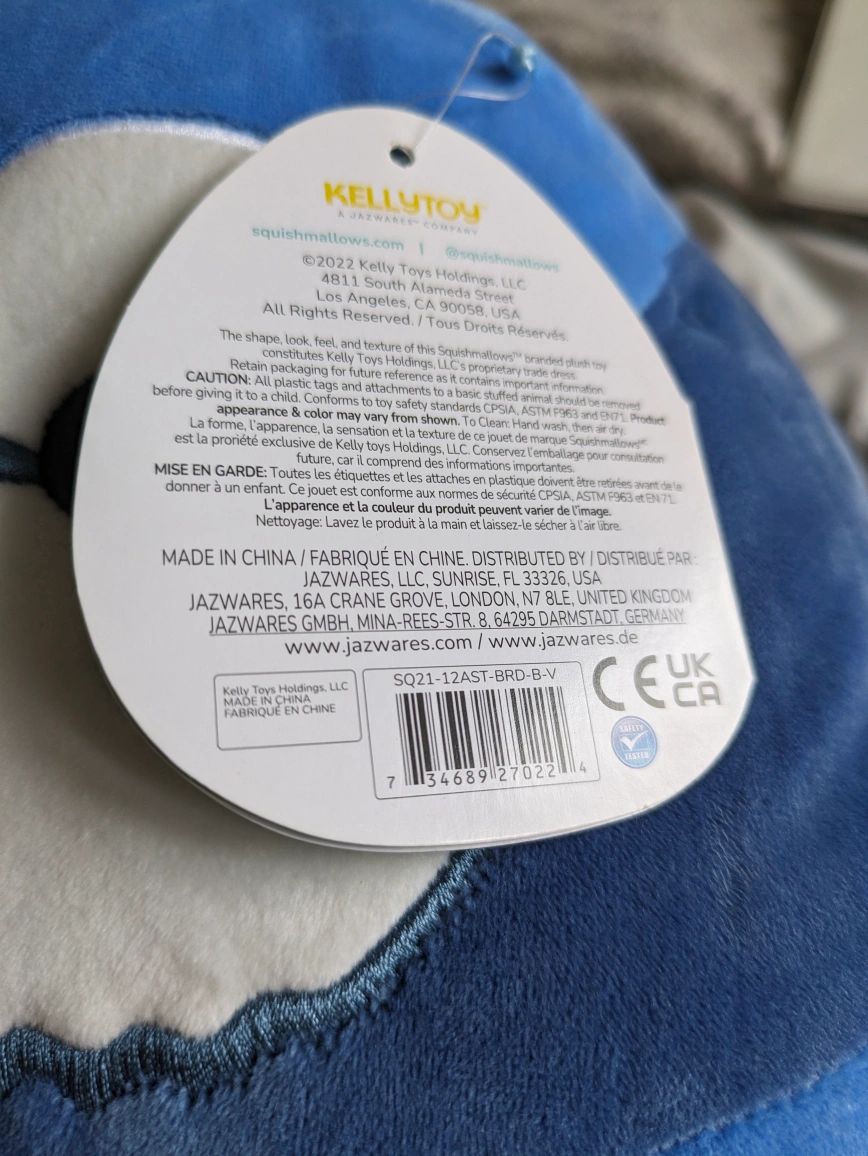 KELLYTOY
A JAZWARES™ COMPANY
squishmallows.com | @squishmallows
©2022 Kelly Toys Holdings, LLC
4811 South Alameda Street
Los Angeles, CA 90058, USA
All Rights Reserved. / Tous Droits Réservés.
The shape, look, feel, and texture of this Squishmallows™ branded plush toy
constitutes Kelly Toys Holdings, LLC's proprietary trade dress.
Retain packaging for future reference as it contains important information.
CAUTION: All plastic tags and attachments to a basic stuffed animal should be removed
before giving it to a child. Conforms to toy safety standards CPSIA, ASTM F963 and EN71. Product
appearance & color may vary from shown. To Clean: Hand wash, then air dry.
La forme, l'apparence, la sensation et la texture de ce jouet de marque Squishmallows™
est la proriété exclusive de Kelly toys Holdings, LLC. Conservez l'emballage pour consultation
future, car il comprend des informations importantes.
MISE EN GARDE: Toutes les étiquettes et les attaches en plastique doivent être retirées avant de le
donner à un enfant. Ce jouet est conforme aux normes de sécurité CPSIA, ASTM F963 et EN 71.
L'apparence et la couleur du produit peuvent varier de l'image.
Nettoyage: Lavez le produit à la main et laissez-le sécher à l'air libre.
MADE IN CHINA / FABRIQUÉ EN CHINE. DISTRIBUTED BY / DISTRIBUÉ PAR :
JAZWARES, LLC, SUNRISE, FL 33326, USA
JAZWARES, 16A CRANE GROVE, LONDON, N7 8LE, UNITED KINGDOM
JAZWARES GMBH, MINA-REES-STR. 8, 64295 DARMSTADT, GERMANY
www.jazwares.com / www.jazwares.de
Kelly Toys Holdings, LLC
MADE IN CHINA
FABRIQUÉ EN CHINE
SQ21-12AST-BRD-B-V
7 34689 27022 4
CE
UK
CA
SAFETY
TESTED